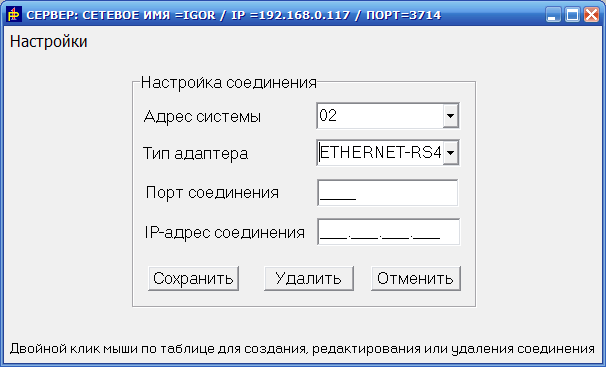 СЕРВЕР: СЕТЕВОЕ ИМЯ =IGOR / IP =192.168.0.117 / ПОРТ=3714
Настройки
Настройка соединения
Адрес системы 02
Тип адаптера ETHERNET-RS4
Порт соединения ____
IP-адрес соединения ___.___.___.___
Сохранить Удалить Отменить
Двойной клик мыши по таблице для создания, редактирования или удаления соединения